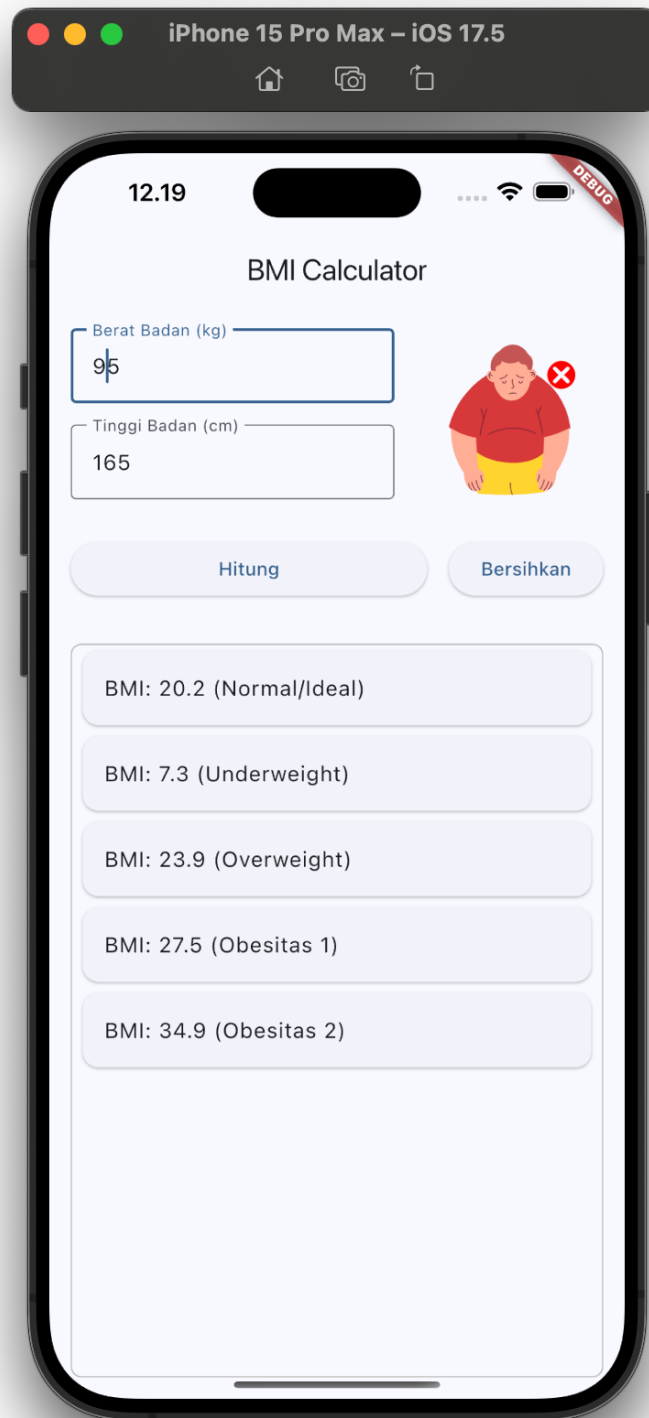 iPhone 15 Pro Max – iOS 17.5
12.19
DEBUG
BMI Calculator
Berat Badan (kg)
95
Tinggi Badan (cm)
165
Hitung
Bersihkan
BMI: 20.2 (Normal/Ideal)
BMI: 7.3 (Underweight)
BMI: 23.9 (Overweight)
BMI: 27.5 (Obesitas 1)
BMI: 34.9 (Obesitas 2)